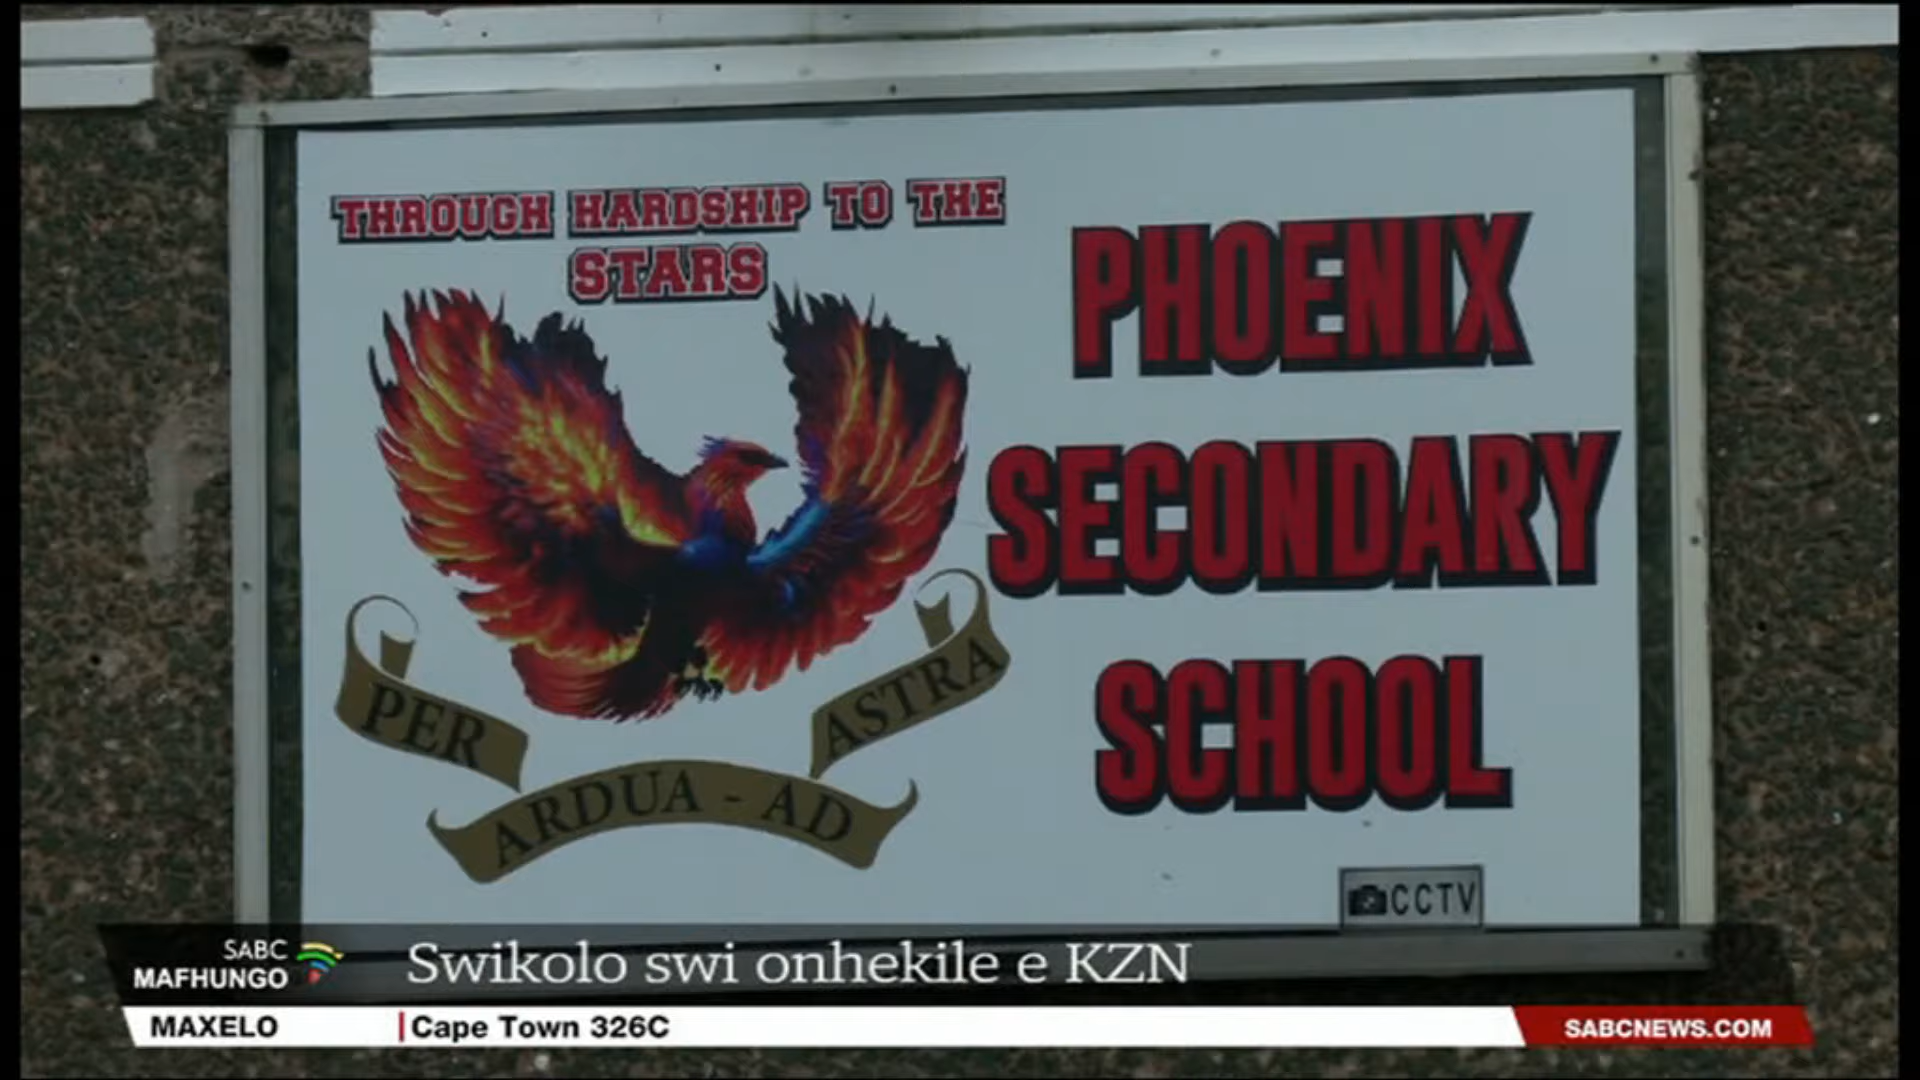 THROUGH HARDSHIP TO THE
STARS
PHOENIX
SECONDARY
SCHOOL
PER
ARDUA - AD
ASTRA
CCTV
SABC
MAFHUNGO
Swikolo swi onhekile e KZN
MAXELO
Cape Town 326C
SABCNEWS.COM